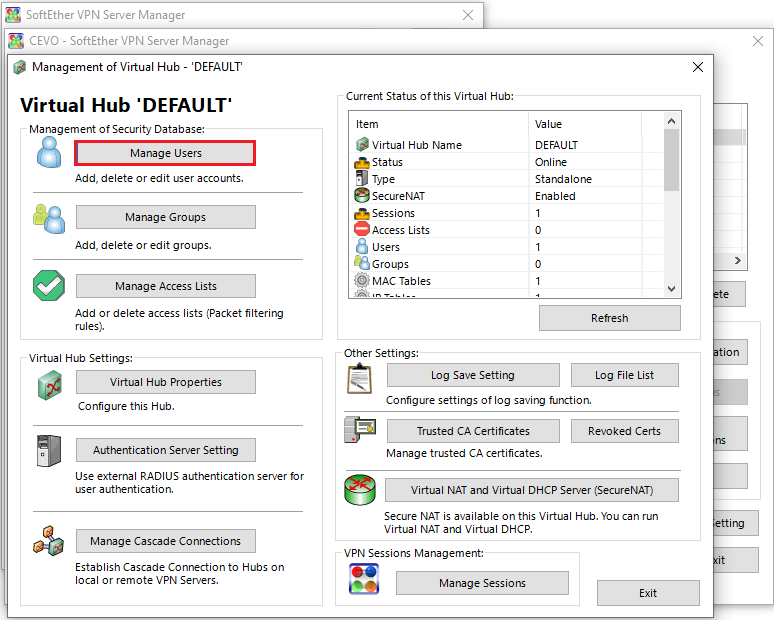 SoftEther VPN Server Manager
CEVO - SoftEther VPN Server Manager
Management of Virtual Hub - 'DEFAULT'
Virtual Hub 'DEFAULT'
Management of Security Database:
Manage Users
Add, delete or edit user accounts.
Manage Groups
Add, delete or edit groups.
Manage Access Lists
Add or delete access lists (Packet filtering
rules).
Current Status of this Virtual Hub:
Item Value
Virtual Hub Name DEFAULT
Status Online
Type Standalone
SecureNAT Enabled
Sessions 1
Access Lists 0
Users 1
Groups 0
MAC Tables 1
Refresh
Virtual Hub Settings:
Virtual Hub Properties
Configure this Hub.
Authentication Server Setting
Use external RADIUS authentication server for
user authentication.
Manage Cascade Connections
Establish Cascade Connection to Hubs on
local or remote VPN Servers.
Other Settings:
Log Save Setting Log File List
Configure settings of log saving function.
Trusted CA Certificates Revoked Certs
Manage trusted CA certificates.
Virtual NAT and Virtual DHCP Server (SecureNAT)
Secure NAT is available on this Virtual Hub. You can run
Virtual NAT and Virtual DHCP.
VPN Sessions Management:
Manage Sessions
Exit